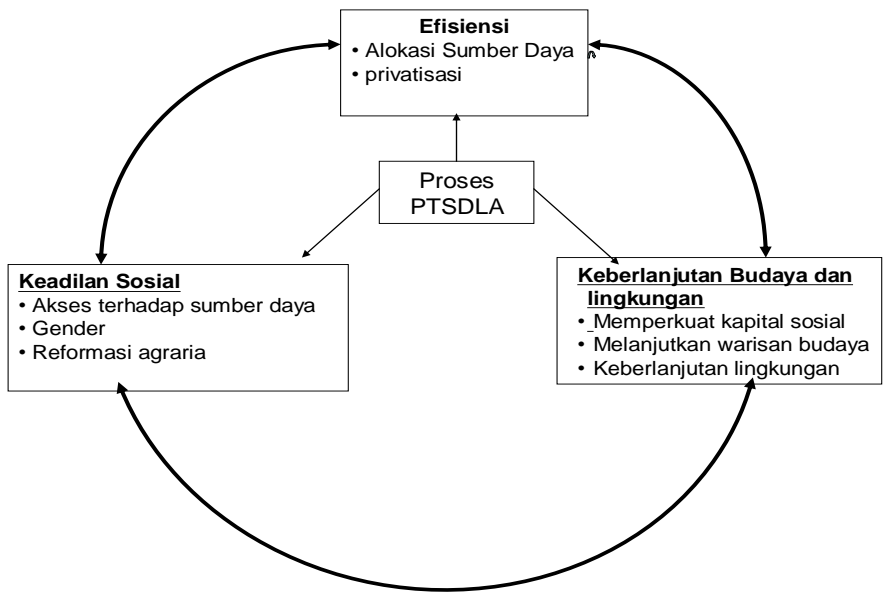 Efisiensi
• Alokasi Sumber Daya
• privatisasi
Proses
PTSDLA
Keadilan Sosial
• Akses terhadap sumber daya
• Gender
• Reformasi agraria
Keberlanjutan Budaya dan
lingkungan
• Memperkuat kapital sosial
• Melanjutkan warisan budaya
• Keberlanjutan lingkungan